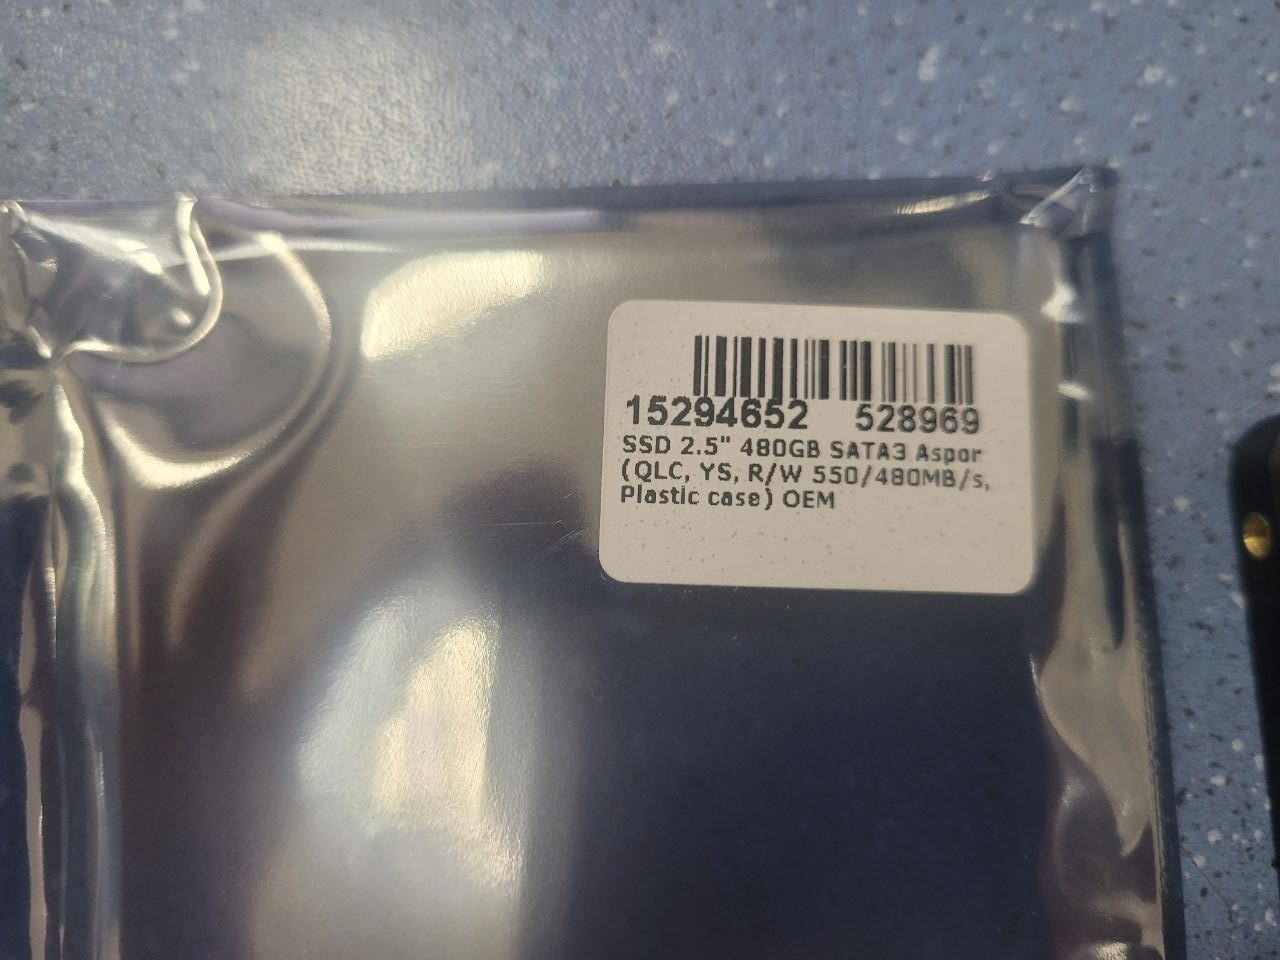 15294652 528969
SSD 2.5" 480GB SATA3 Aspor
(QLC, YS, R/W 550/480MB/s,
Plastic case) OEM